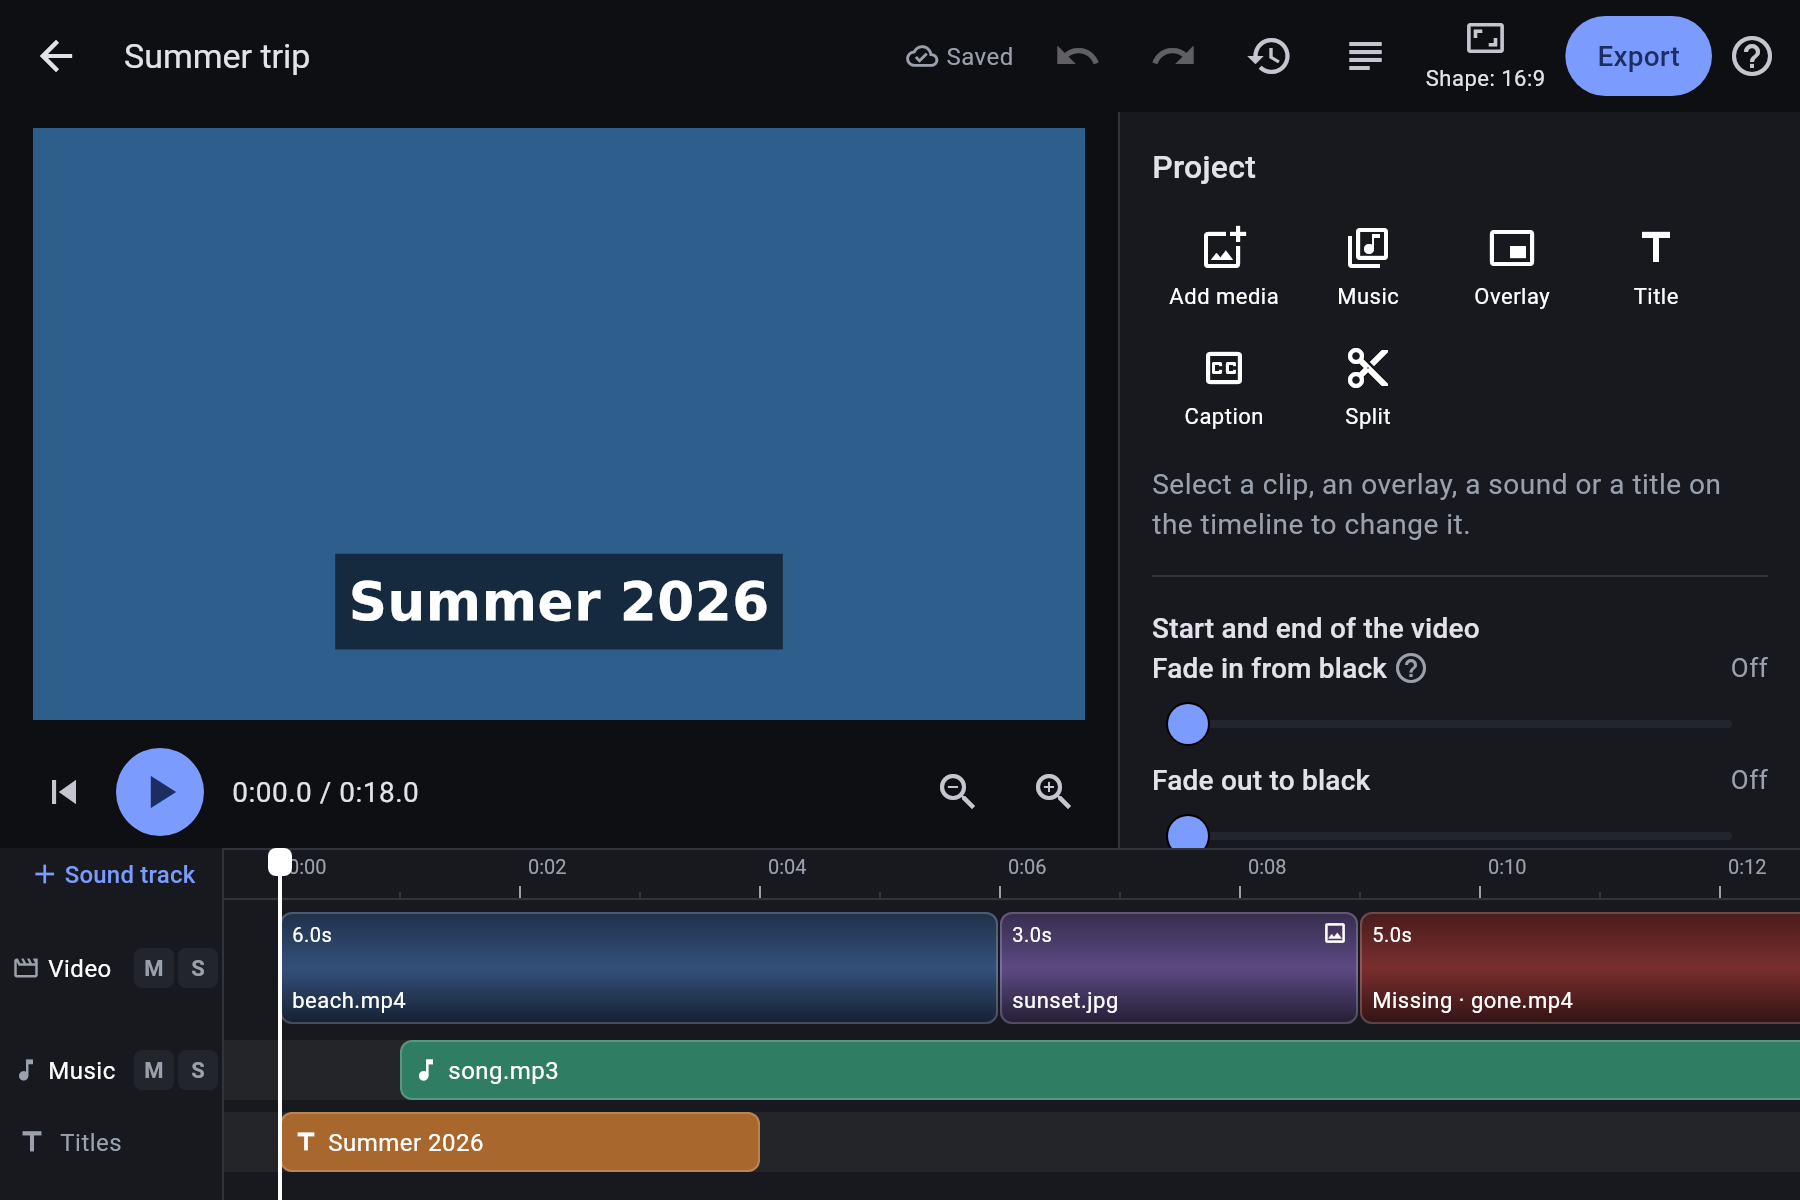 Summer trip
Saved
Shape: 16:9
Export
Project
Add media
Music
Overlay
Title
Caption
Split
Select a clip, an overlay, a sound or a title on
the timeline to change it.
Start and end of the video
Fade in from black
Off
Fade out to black
Off
Summer 2026
0:00.0 / 0:18.0
+ Sound track
0:00
0:02
0:04
0:06
0:08
0:10
0:12
Video
M
S
6.0s
beach.mp4
3.0s
sunset.jpg
5.0s
Missing · gone.mp4
Music
M
S
song.mp3
Titles
Summer 2026